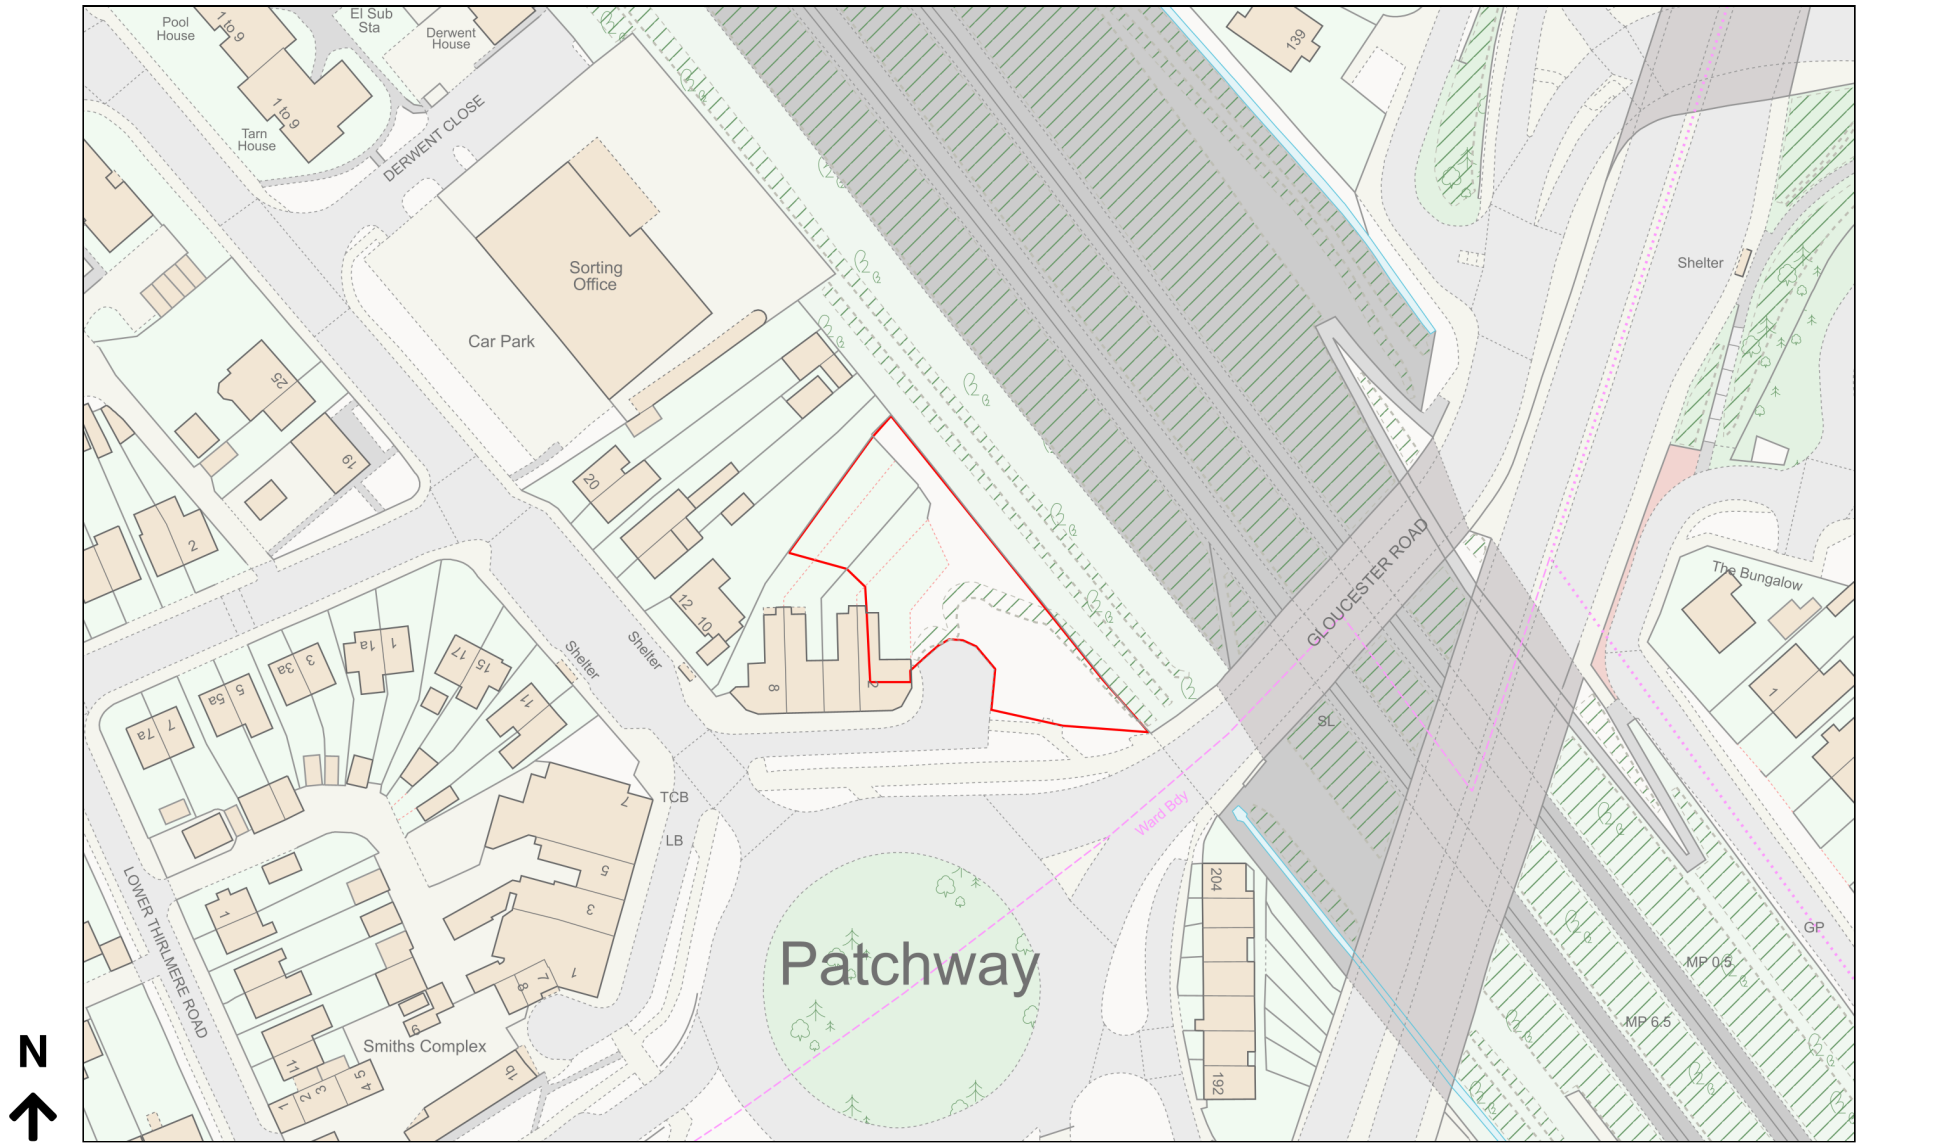 Pool
House
1 to 9
El Sub
Sta
Derwent
House
139
1 to 9
Tarn
House
DERWENT CLOSE
Sorting
Office
Shelter
Car Park
25
19
20
2
12
10
GLOUCESTER ROAD
The Bungalow
1
Shelter
Shelter
3
3a
1a
1
17
15
5
5a
7
7a
11
8
2
SL
TCB
LB
7
5
3
1
Ward Bdy
204
192
LOWER THIRLMERE ROAD
1
Patchway
GP
MP 0.5
MP 6.5
7
8
9
Smiths Complex
11
1
2
3
4
5
1b
N